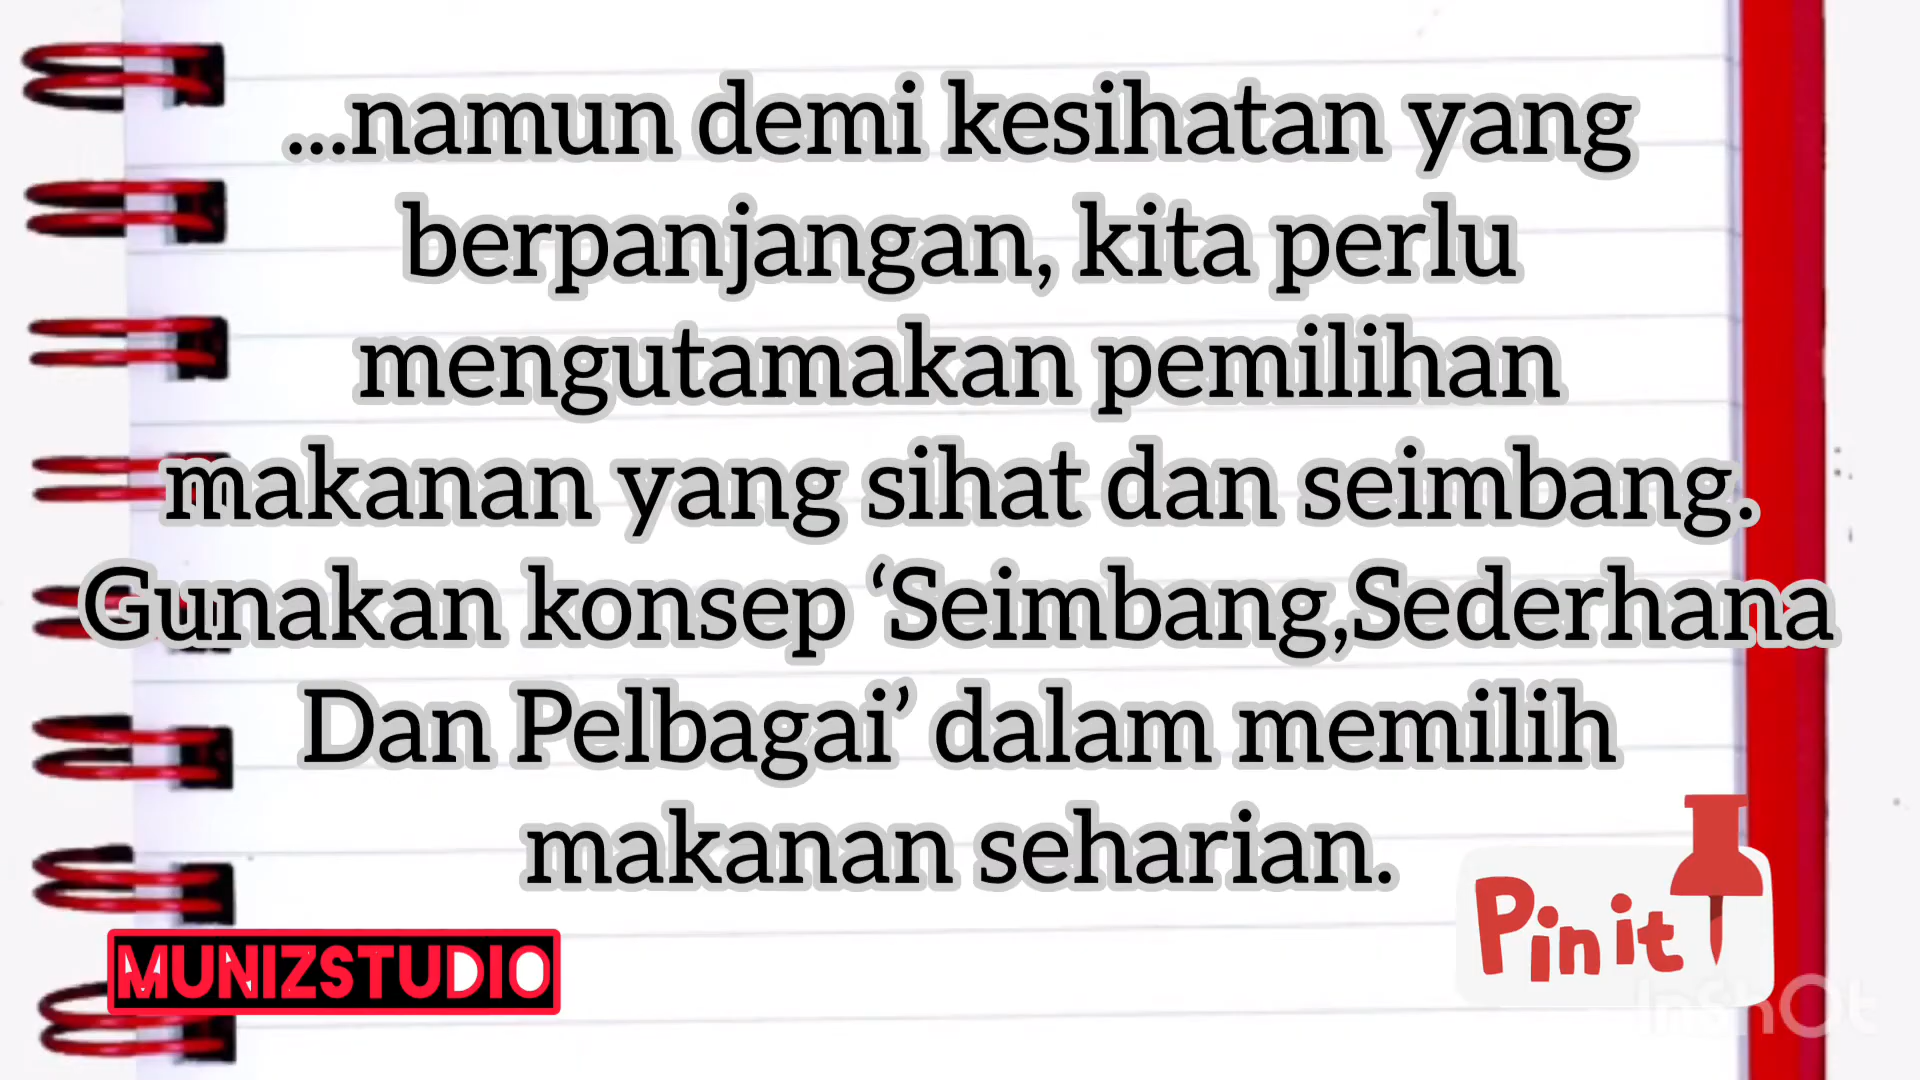 ...namun demi kesihatan yang
berpanjangan, kita perlu
mengutamakan pemilihan
makanan yang sihat dan seimbang.
Gunakan konsep ‘Seimbang,Sederhana
Dan Pelbagai’ dalam memilih
makanan seharian.
MUNIZSTUDIO
Pin it
InShOt